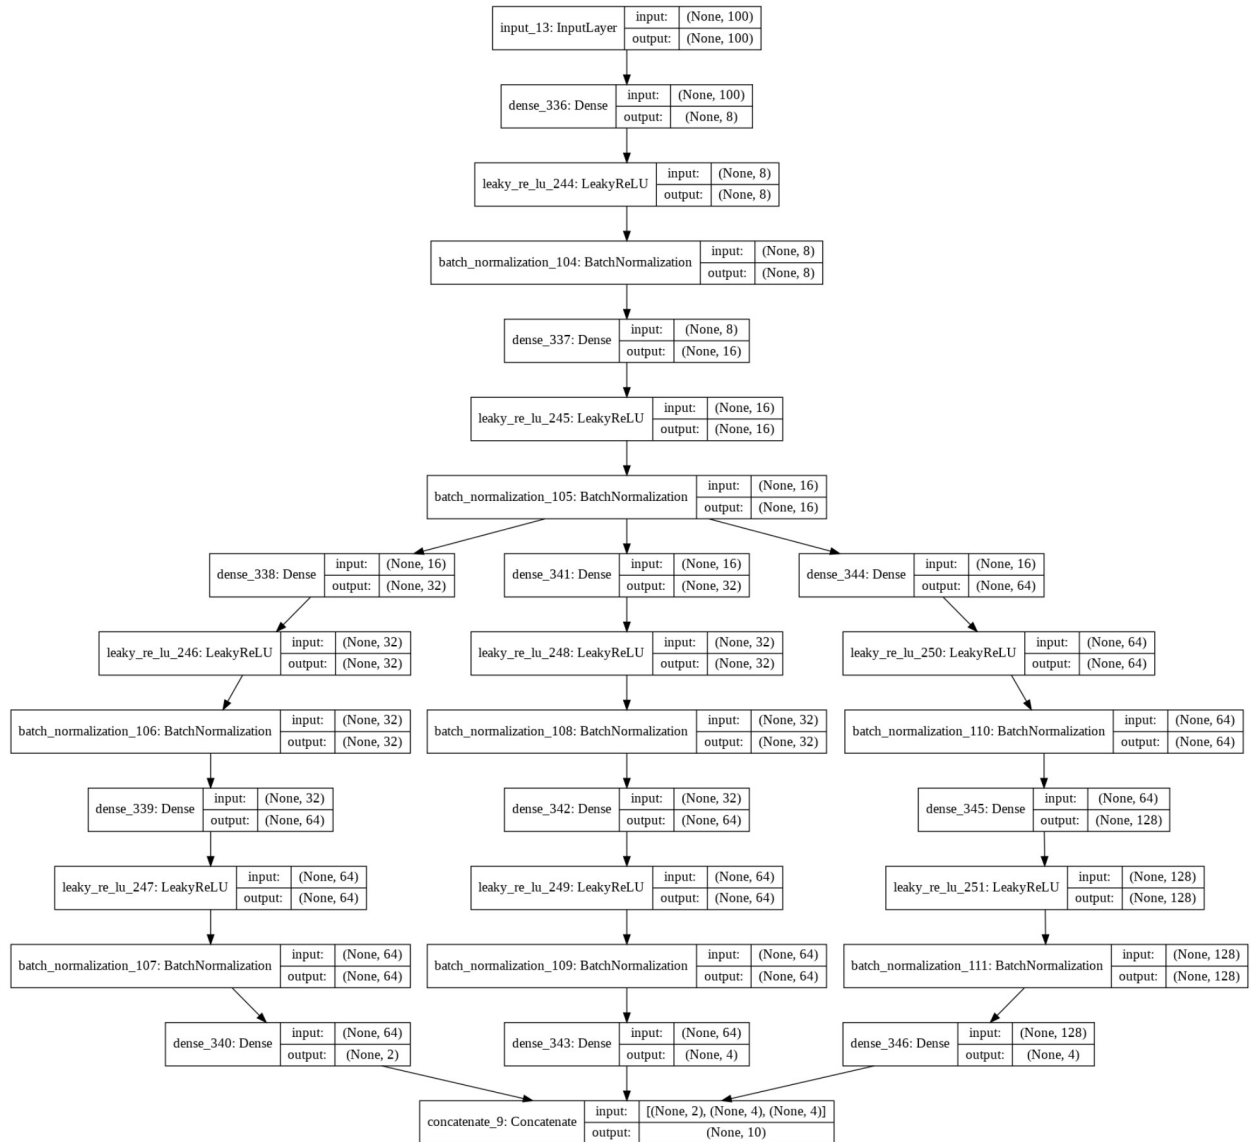 input_13: InputLayer
input: (None, 100)
output: (None, 100)
dense_336: Dense
input: (None, 100)
output: (None, 8)
leaky_re_lu_244: LeakyReLU
input: (None, 8)
output: (None, 8)
batch_normalization_104: BatchNormalization
input: (None, 8)
output: (None, 8)
dense_337: Dense
input: (None, 8)
output: (None, 16)
leaky_re_lu_245: LeakyReLU
input: (None, 16)
output: (None, 16)
batch_normalization_105: BatchNormalization
input: (None, 16)
output: (None, 16)
dense_338: Dense
input: (None, 16)
output: (None, 32)
dense_341: Dense
input: (None, 16)
output: (None, 32)
dense_344: Dense
input: (None, 16)
output: (None, 64)
leaky_re_lu_246: LeakyReLU
input: (None, 32)
output: (None, 32)
leaky_re_lu_248: LeakyReLU
input: (None, 32)
output: (None, 32)
leaky_re_lu_250: LeakyReLU
input: (None, 64)
output: (None, 64)
batch_normalization_106: BatchNormalization
input: (None, 32)
output: (None, 32)
batch_normalization_108: BatchNormalization
input: (None, 32)
output: (None, 32)
batch_normalization_110: BatchNormalization
input: (None, 64)
output: (None, 64)
dense_339: Dense
input: (None, 32)
output: (None, 64)
dense_342: Dense
input: (None, 32)
output: (None, 64)
dense_345: Dense
input: (None, 64)
output: (None, 128)
leaky_re_lu_247: LeakyReLU
input: (None, 64)
output: (None, 64)
leaky_re_lu_249: LeakyReLU
input: (None, 64)
output: (None, 64)
leaky_re_lu_251: LeakyReLU
input: (None, 128)
output: (None, 128)
batch_normalization_107: BatchNormalization
input: (None, 64)
output: (None, 64)
batch_normalization_109: BatchNormalization
input: (None, 64)
output: (None, 64)
batch_normalization_111: BatchNormalization
input: (None, 128)
output: (None, 128)
dense_340: Dense
input: (None, 64)
output: (None, 2)
dense_343: Dense
input: (None, 64)
output: (None, 4)
dense_346: Dense
input: (None, 128)
output: (None, 4)
concatenate_9: Concatenate
input: [(None, 2), (None, 4), (None, 4)]
output: (None, 10)